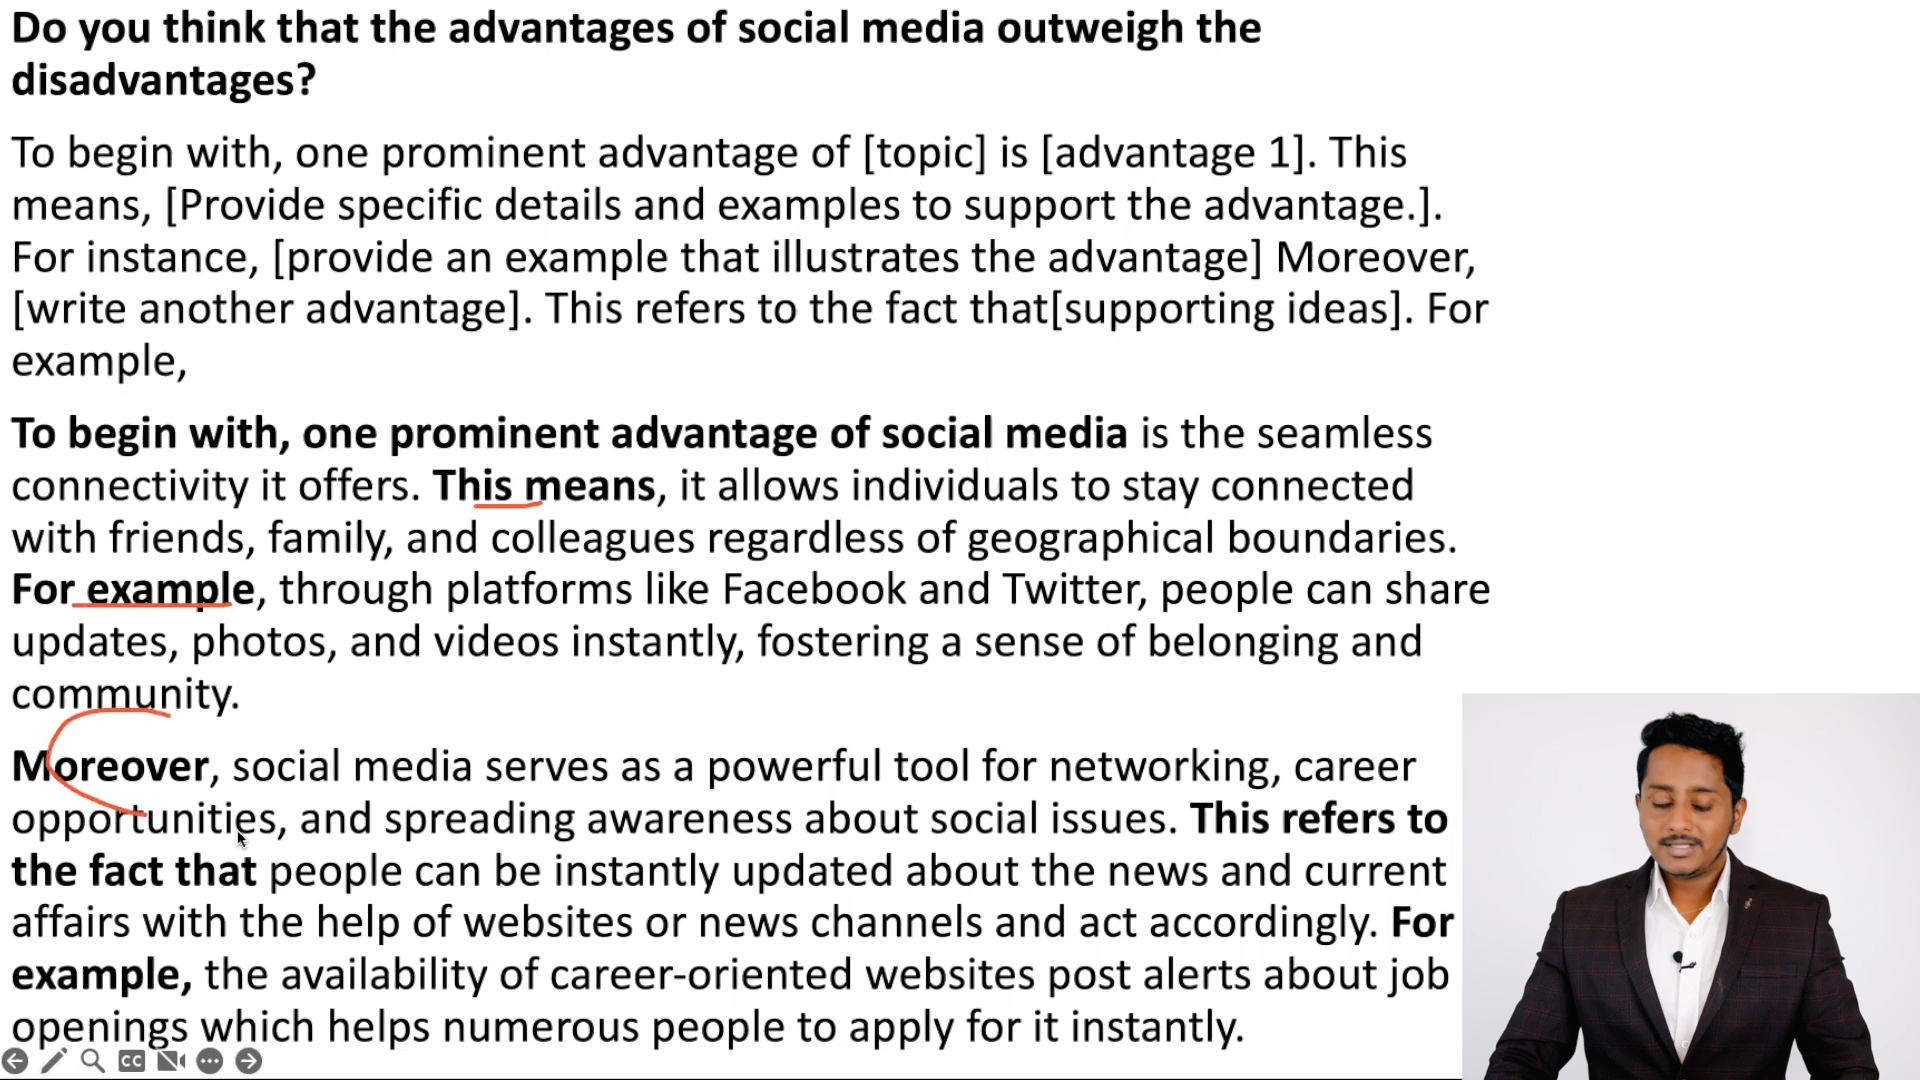 Do you think that the advantages of social media outweigh the
disadvantages?
To begin with, one prominent advantage of [topic] is [advantage 1]. This
means, [Provide specific details and examples to support the advantage.].
For instance, [provide an example that illustrates the advantage] Moreover,
[write another advantage]. This refers to the fact that[supporting ideas]. For
example,
To begin with, one prominent advantage of social media is the seamless
connectivity it offers. This means, it allows individuals to stay connected
with friends, family, and colleagues regardless of geographical boundaries.
For example, through platforms like Facebook and Twitter, people can share
updates, photos, and videos instantly, fostering a sense of belonging and
community.
Moreover, social media serves as a powerful tool for networking, career
opportunities, and spreading awareness about social issues. This refers to
the fact that people can be instantly updated about the news and current
affairs with the help of websites or news channels and act accordingly. For
example, the availability of career-oriented websites post alerts about job
openings which helps numerous people to apply for it instantly.
CC